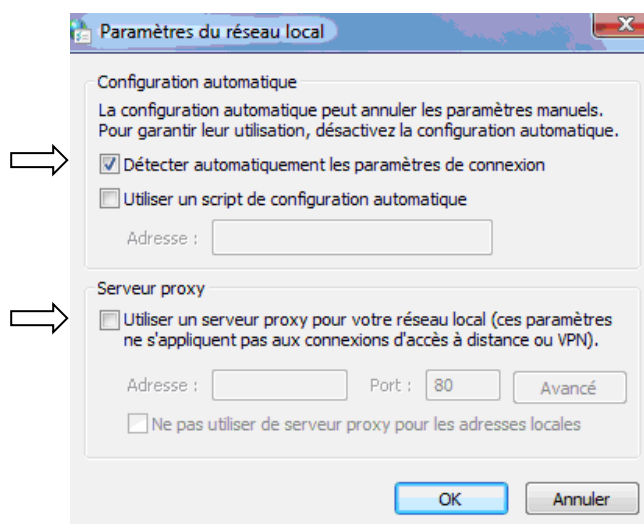 Paramètres du réseau local
Configuration automatique
La configuration automatique peut annuler les paramètres manuels.
Pour garantir leur utilisation, désactivez la configuration automatique.
Détecter automatiquement les paramètres de connexion
Utiliser un script de configuration automatique
Adresse :
Serveur proxy
Utiliser un serveur proxy pour votre réseau local (ces paramètres
ne s'appliquent pas aux connexions d'accès à distance ou VPN).
Adresse : Port : 80 Avancé
Ne pas utiliser de serveur proxy pour les adresses locales
OK Annuler